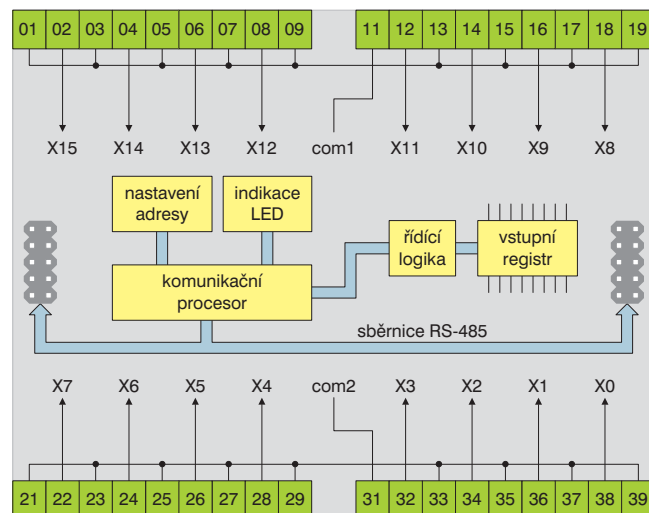 01 02 03 04 05 06 07 08 09 11 12 13 14 15 16 17 18 19
X15 X14 X13 X12 com1 X11 X10 X9 X8
nastavení
adresy
indikace
LED
řídící
logika
vstupní
registr
komunikační
procesor
sběrnice RS-485
X7 X6 X5 X4 com2 X3 X2 X1 X0
21 22 23 24 25 26 27 28 29 31 32 33 34 35 36 37 38 39